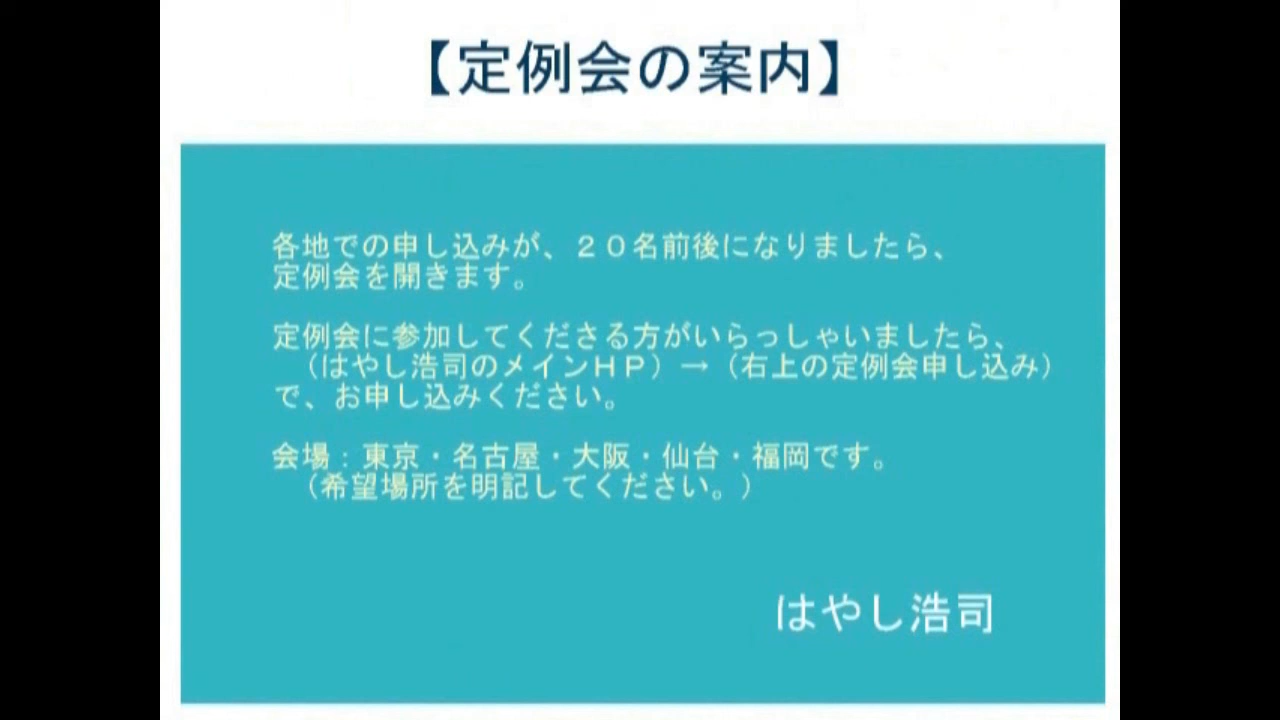 【定例会の案内】
各地での申し込みが、２０名前後になりましたら、
定例会を開きます。
定例会に参加してくださる方がいらっしゃいましたら、
（はやし浩司のメインＨＰ）→（右上の定例会申し込み）
で、お申し込みください。
会場：東京・名古屋・大阪・仙台・福岡です。
（希望場所を明記してください。）
はやし浩司